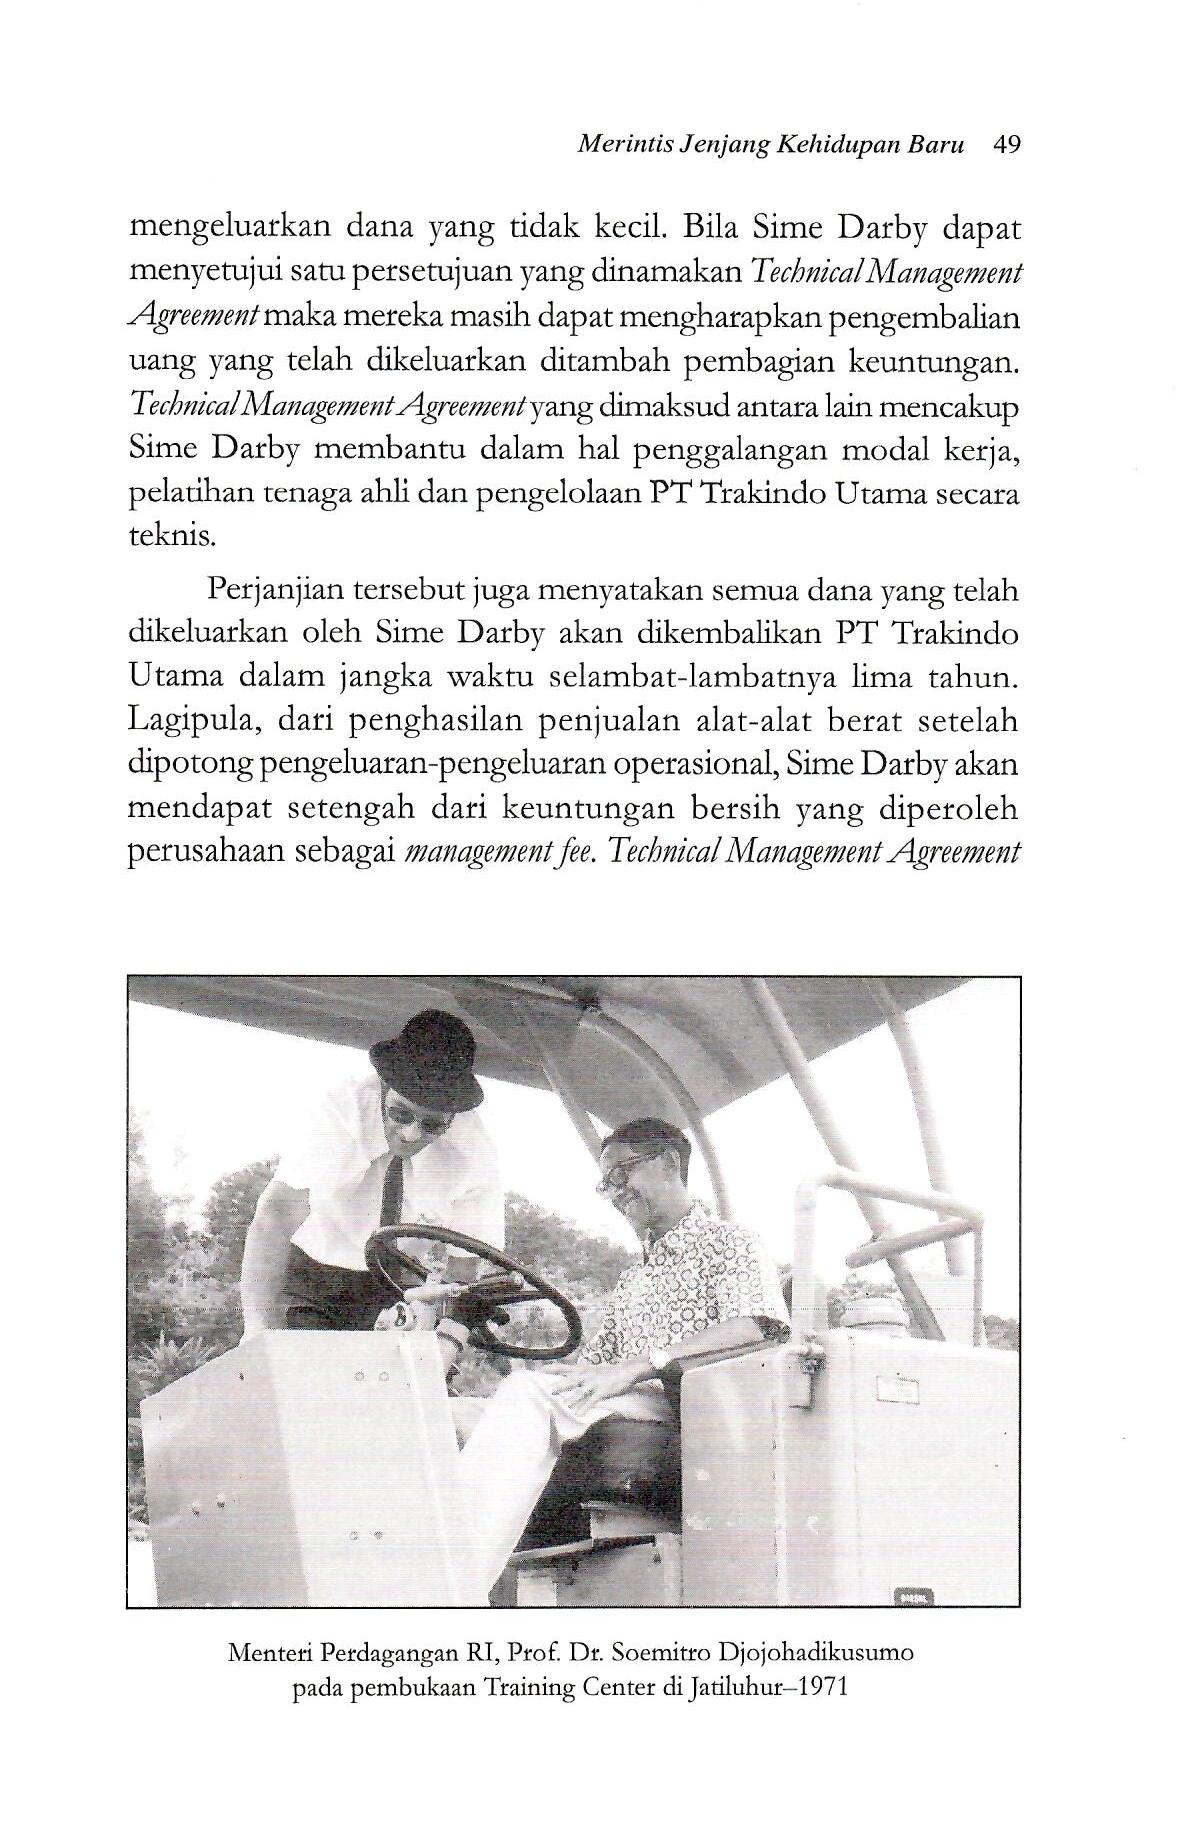 Merintis Jenjang Kehidupan Baru 49
mengeluarkan dana yang tidak kecil. Bila Sime Darby dapat
menyetujui satu persetujuan yang dinamakan Technical Management
Agreement maka mereka masih dapat mengharapkan pengembalian
uang yang telah dikeluarkan ditambah pembagian keuntungan.
Technical Management Agreement yang dimaksud antara lain mencakup
Sime Darby membantu dalam hal penggalangan modal kerja,
pelatihan tenaga ahli dan pengelolaan PT Trakindo Utama secara
teknis.
Perjanjian tersebut juga menyatakan semua dana yang telah
dikeluarkan oleh Sime Darby akan dikembalikan PT Trakindo
Utama dalam jangka waktu selambat-lambatnya lima tahun.
Lagipula, dari penghasilan penjualan alat-alat berat setelah
dipotong pengeluaran-pengeluaran operasional, Sime Darby akan
mendapat setengah dari keuntungan bersih yang diperoleh
perusahaan sebagai management fee. Technical Management Agreement
Menteri Perdagangan RI, Prof. Dr. Soemitro Djojohadikusumo
pada pembukaan Training Center di Jatiluhur–1971